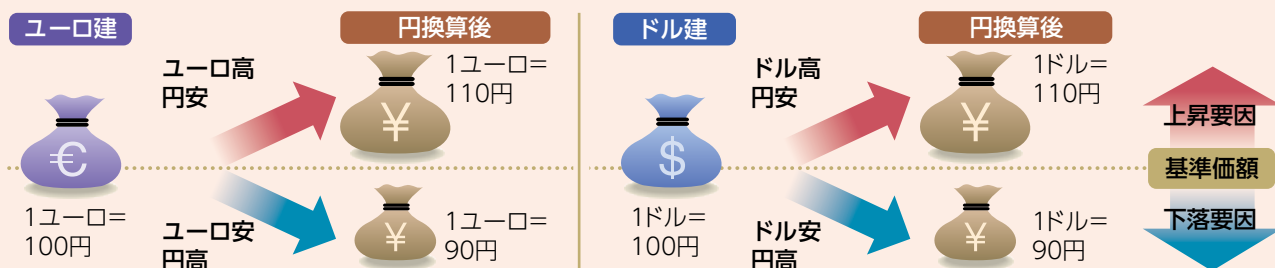 ユーロ建
円換算後
ユーロ高
円安
1ユーロ=
110円
¥
€
1ユーロ=
100円
ユーロ安
円高
¥
1ユーロ=
90円
ドル建
円換算後
ドル高
円安
1ドル=
110円
¥
$
1ドル=
100円
ドル安
円高
¥
1ドル=
90円
上昇要因
基準価額
下落要因